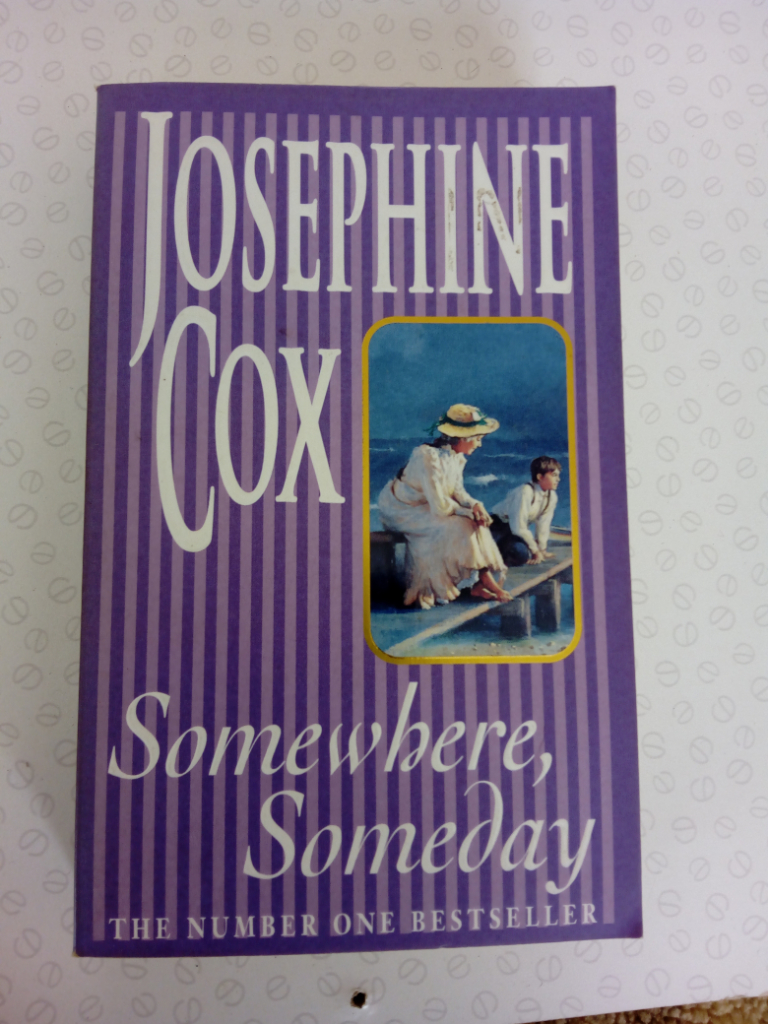 JOSEPHINE
COX
Somewhere,
Someday
THE NUMBER ONE BESTSELLER